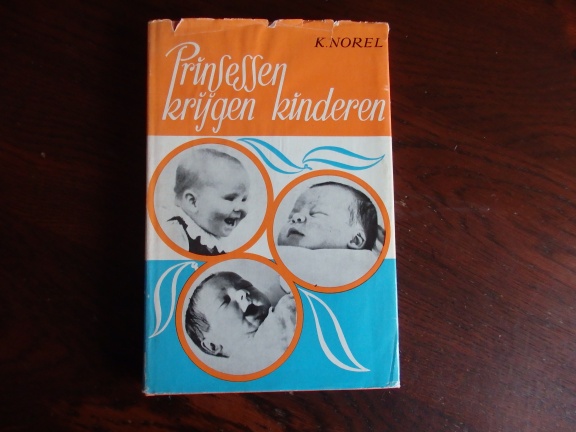 K. NOREL
Prinsessen
krijgen kinderen